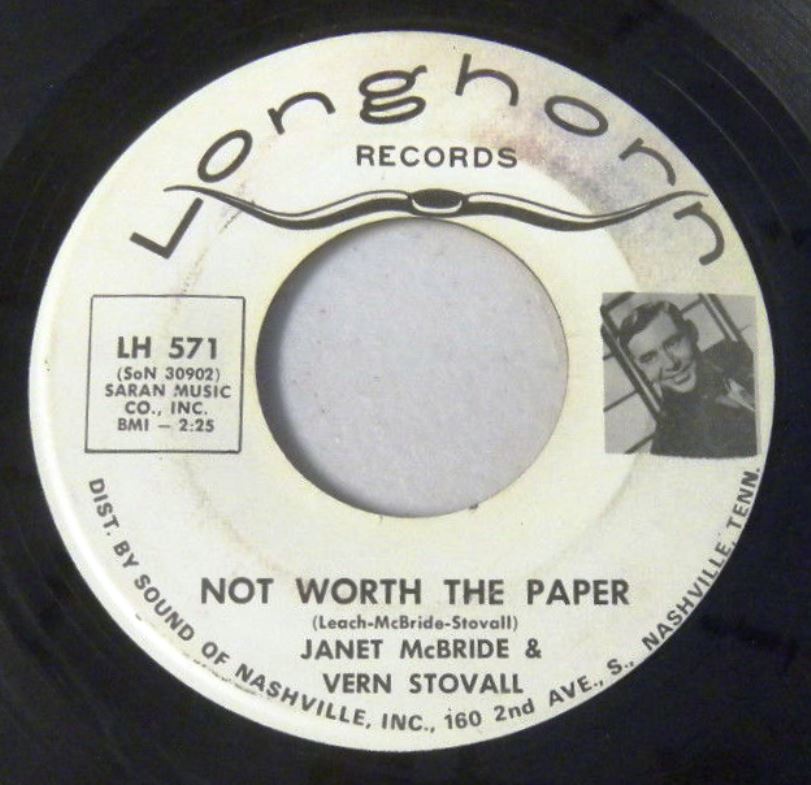 Longhorn
RECORDS
LH 571
(SoN 30902)
SARAN MUSIC
CO., INC.
BMI — 2:25
NOT WORTH THE PAPER
(Leach-McBride-Stovall)
JANET McBRIDE &
VERN STOVALL
DIST. BY SOUND OF NASHVILLE, INC., 160 2nd AVE., S., NASHVILLE, TENN.